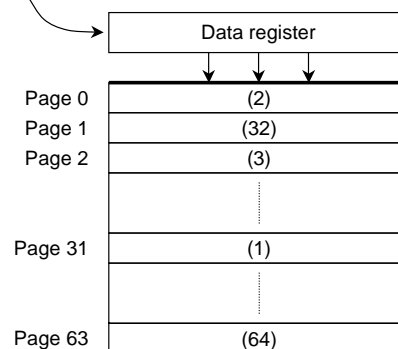 Data register
Page 0 (2)
Page 1 (32)
Page 2 (3)
Page 31 (1)
Page 63 (64)